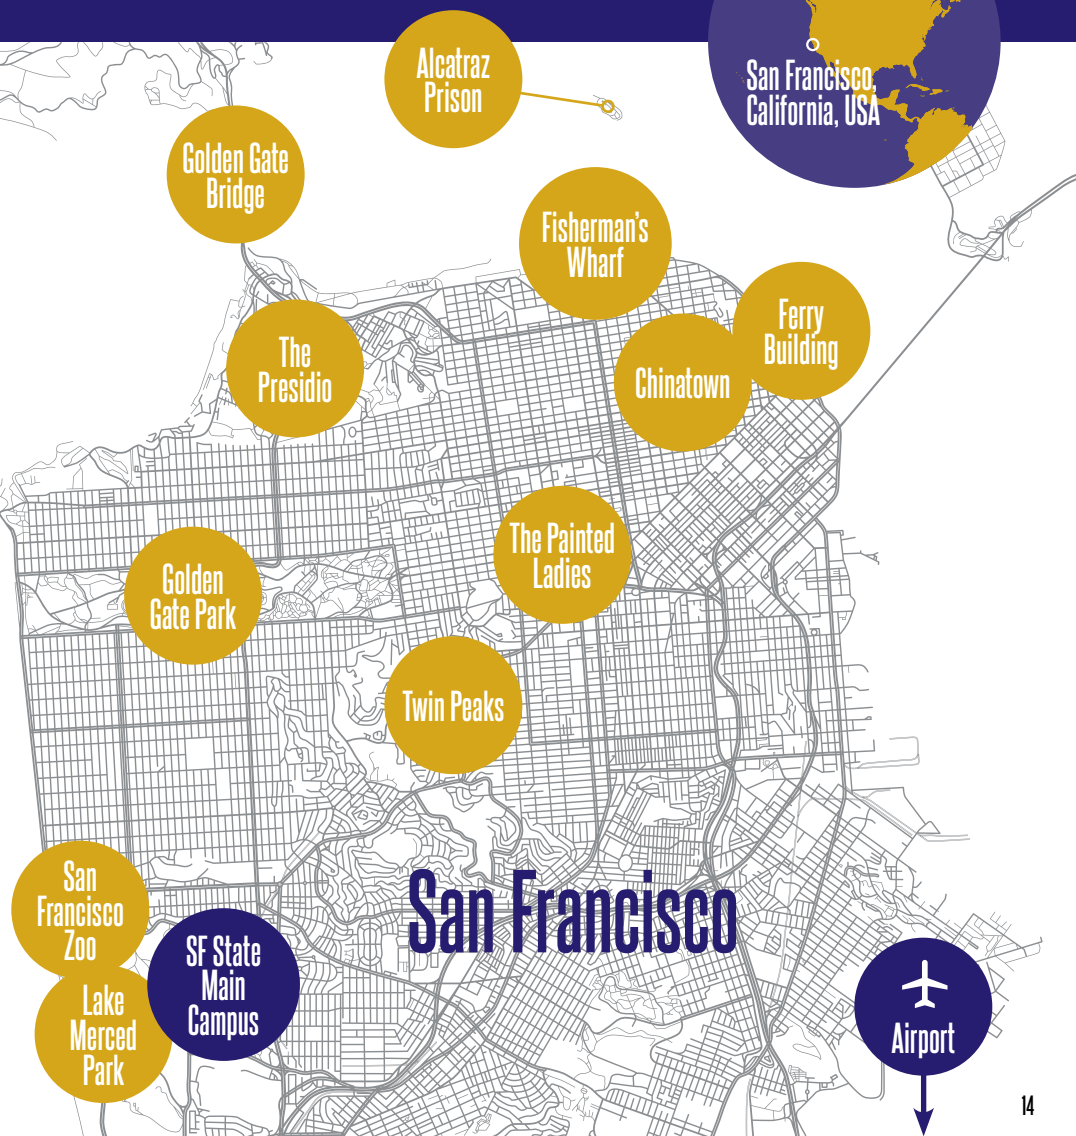 Alcatraz
Prison
San Francisco,
California, USA
Golden Gate
Bridge
Fisherman's
Wharf
Ferry
Building
The
Presidio
Chinatown
The Painted
Ladies
Golden
Gate Park
Twin Peaks
San
Francisco
Zoo
San Francisco
SF State
Main
Campus
Lake
Merced
Park
Airport
14